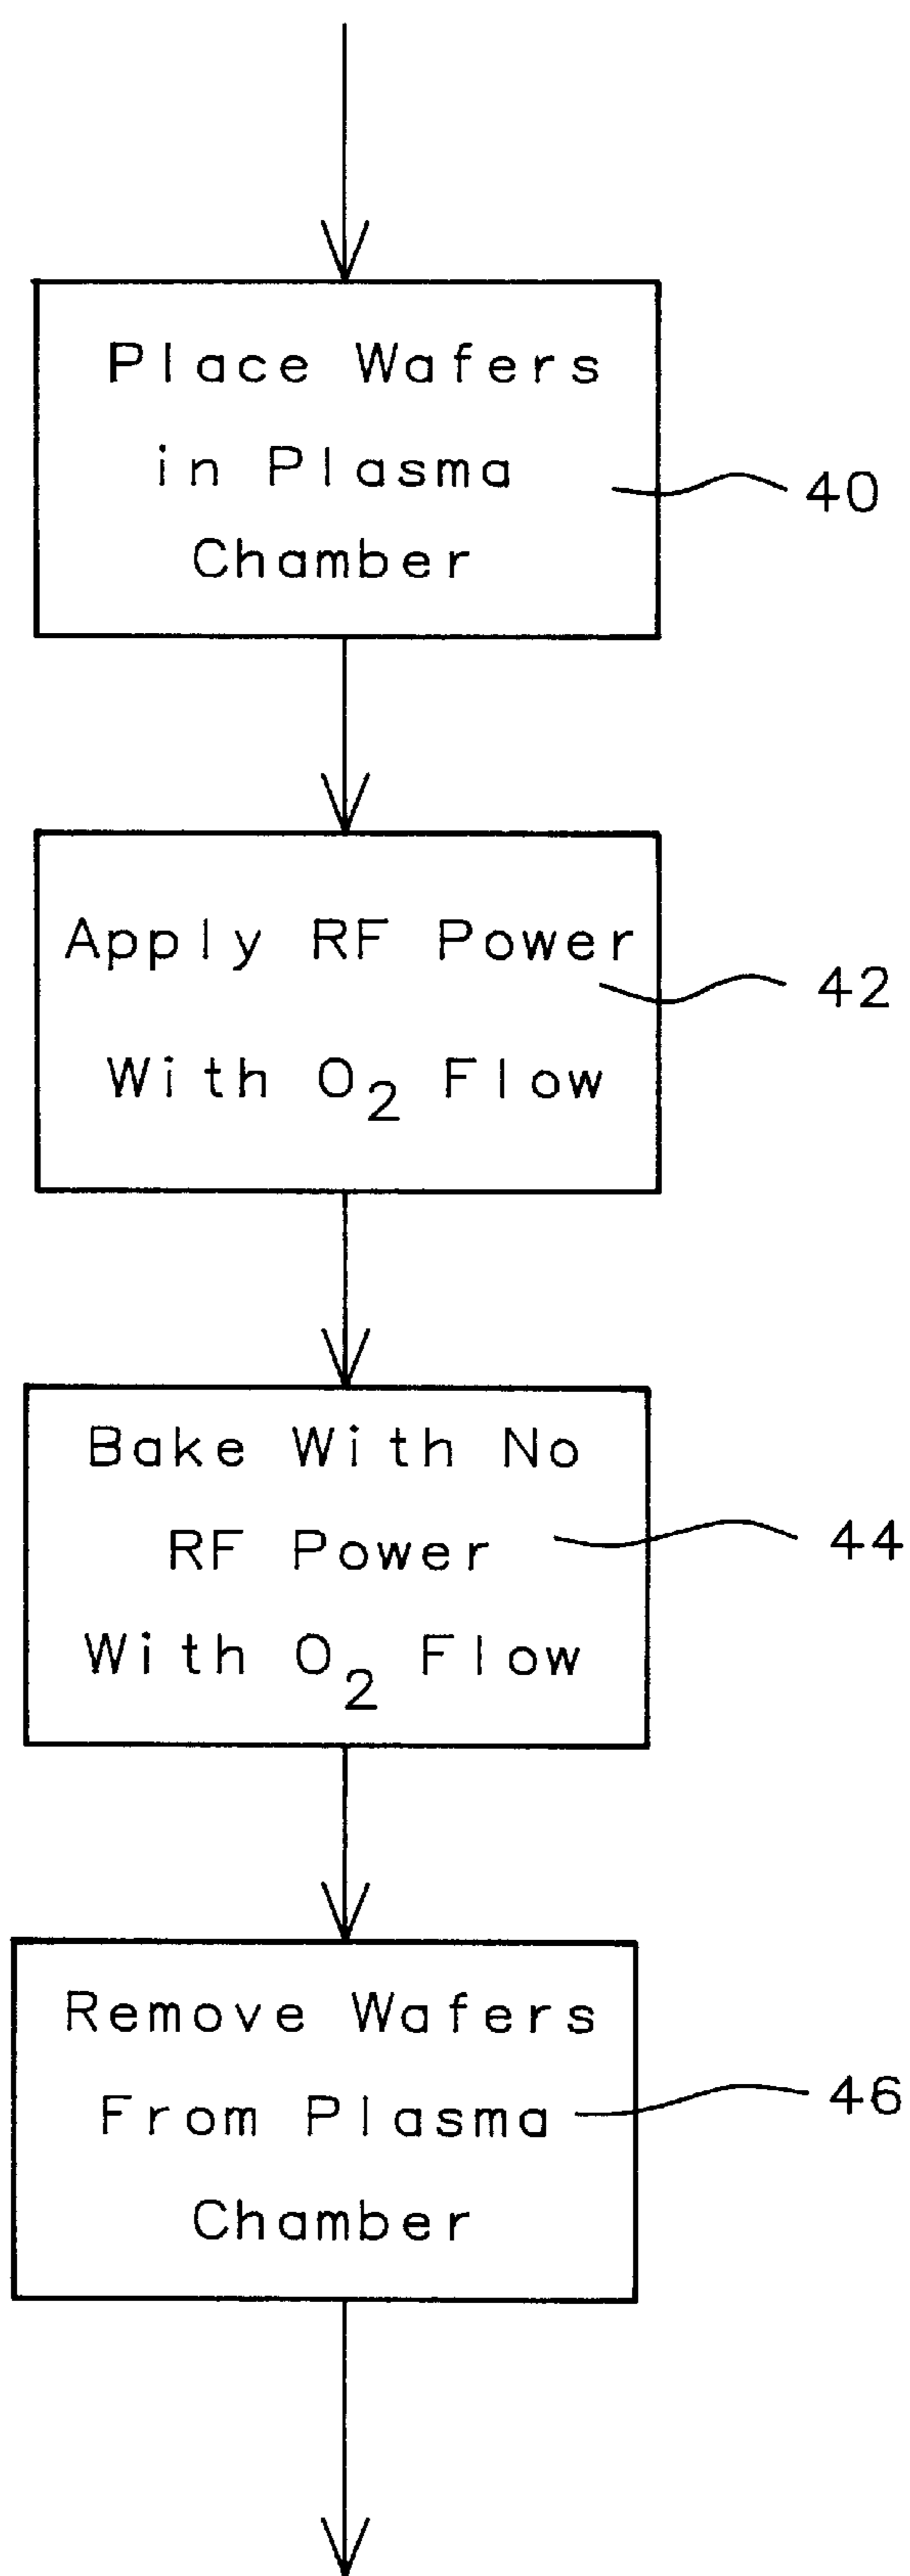 Place Wafers
in Plasma
40
Chamber
Apply RF Power
42
With O₂ Flow
Bake With No
RF Power
44
With O₂ Flow
Remove Wafers
From Plasma
46
Chamber